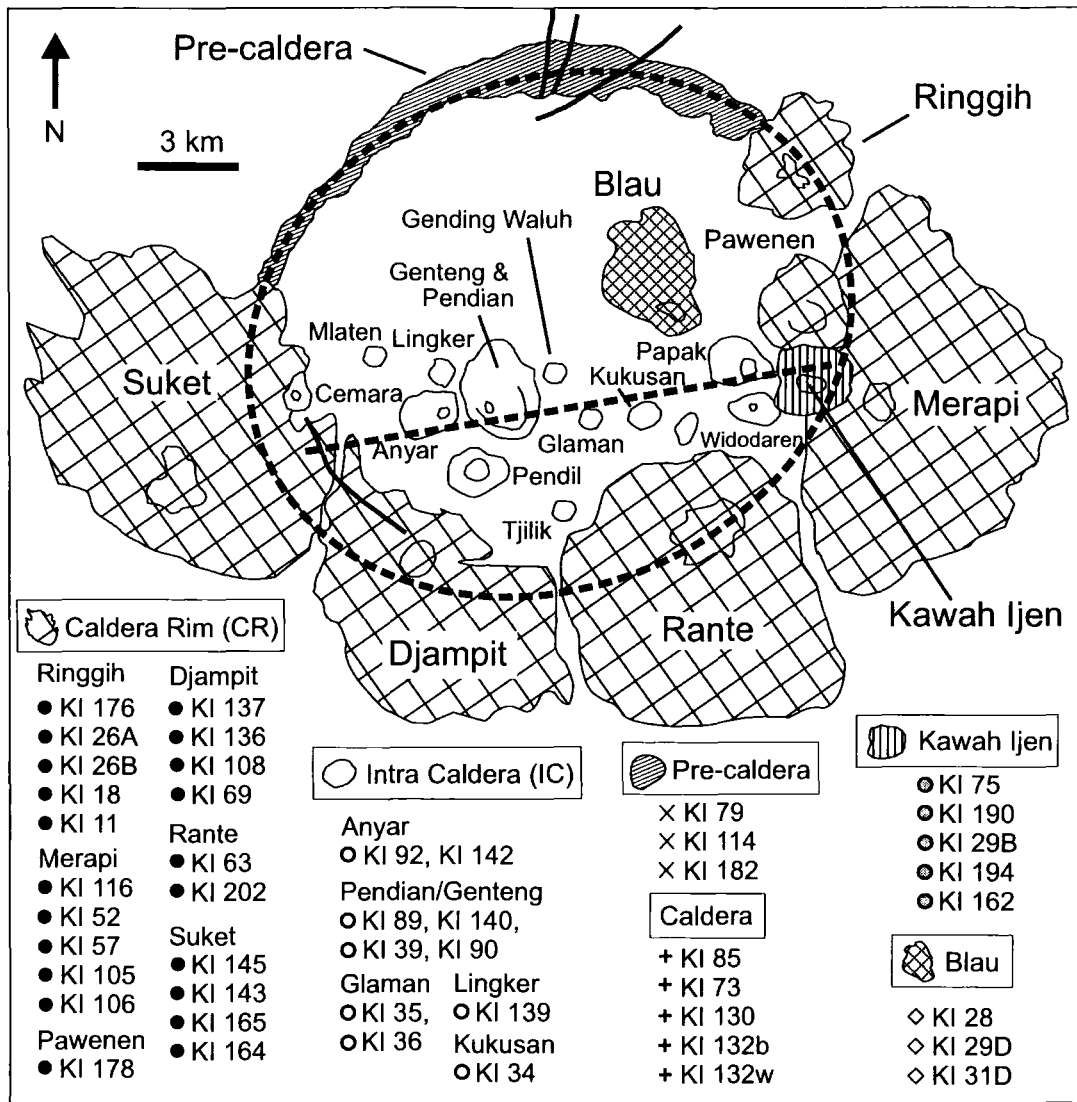 Pre-caldera
N
3 km
Ringgih
Blau
Gending Waluh
Pawenen
Genteng &
Pendian
Mlaten
Lingker
Papak
Suket
Cemara
Kukusan
Merapi
Anyar
Glaman
Widodaren
Pendil
Tjilik
Kawah Ijen
Djampit
Rante
Caldera Rim (CR)
Ringgih
KI 176
KI 26A
KI 26B
KI 18
KI 11
Merapi
KI 116
KI 52
KI 57
KI 105
KI 106
Pawenen
KI 178
Djampit
KI 137
KI 136
KI 108
KI 69
Rante
KI 63
KI 202
Suket
KI 145
KI 143
KI 165
KI 164
Intra Caldera (IC)
Anyar
KI 92, KI 142
Pendian/Genteng
KI 89, KI 140,
KI 39, KI 90
Glaman
KI 35,
KI 36
Lingker
KI 139
Kukusan
KI 34
Pre-caldera
KI 79
KI 114
KI 182
Caldera
KI 85
KI 73
KI 130
KI 132b
KI 132w
Kawah Ijen
KI 75
KI 190
KI 29B
KI 194
KI 162
Blau
KI 28
KI 29D
KI 31D